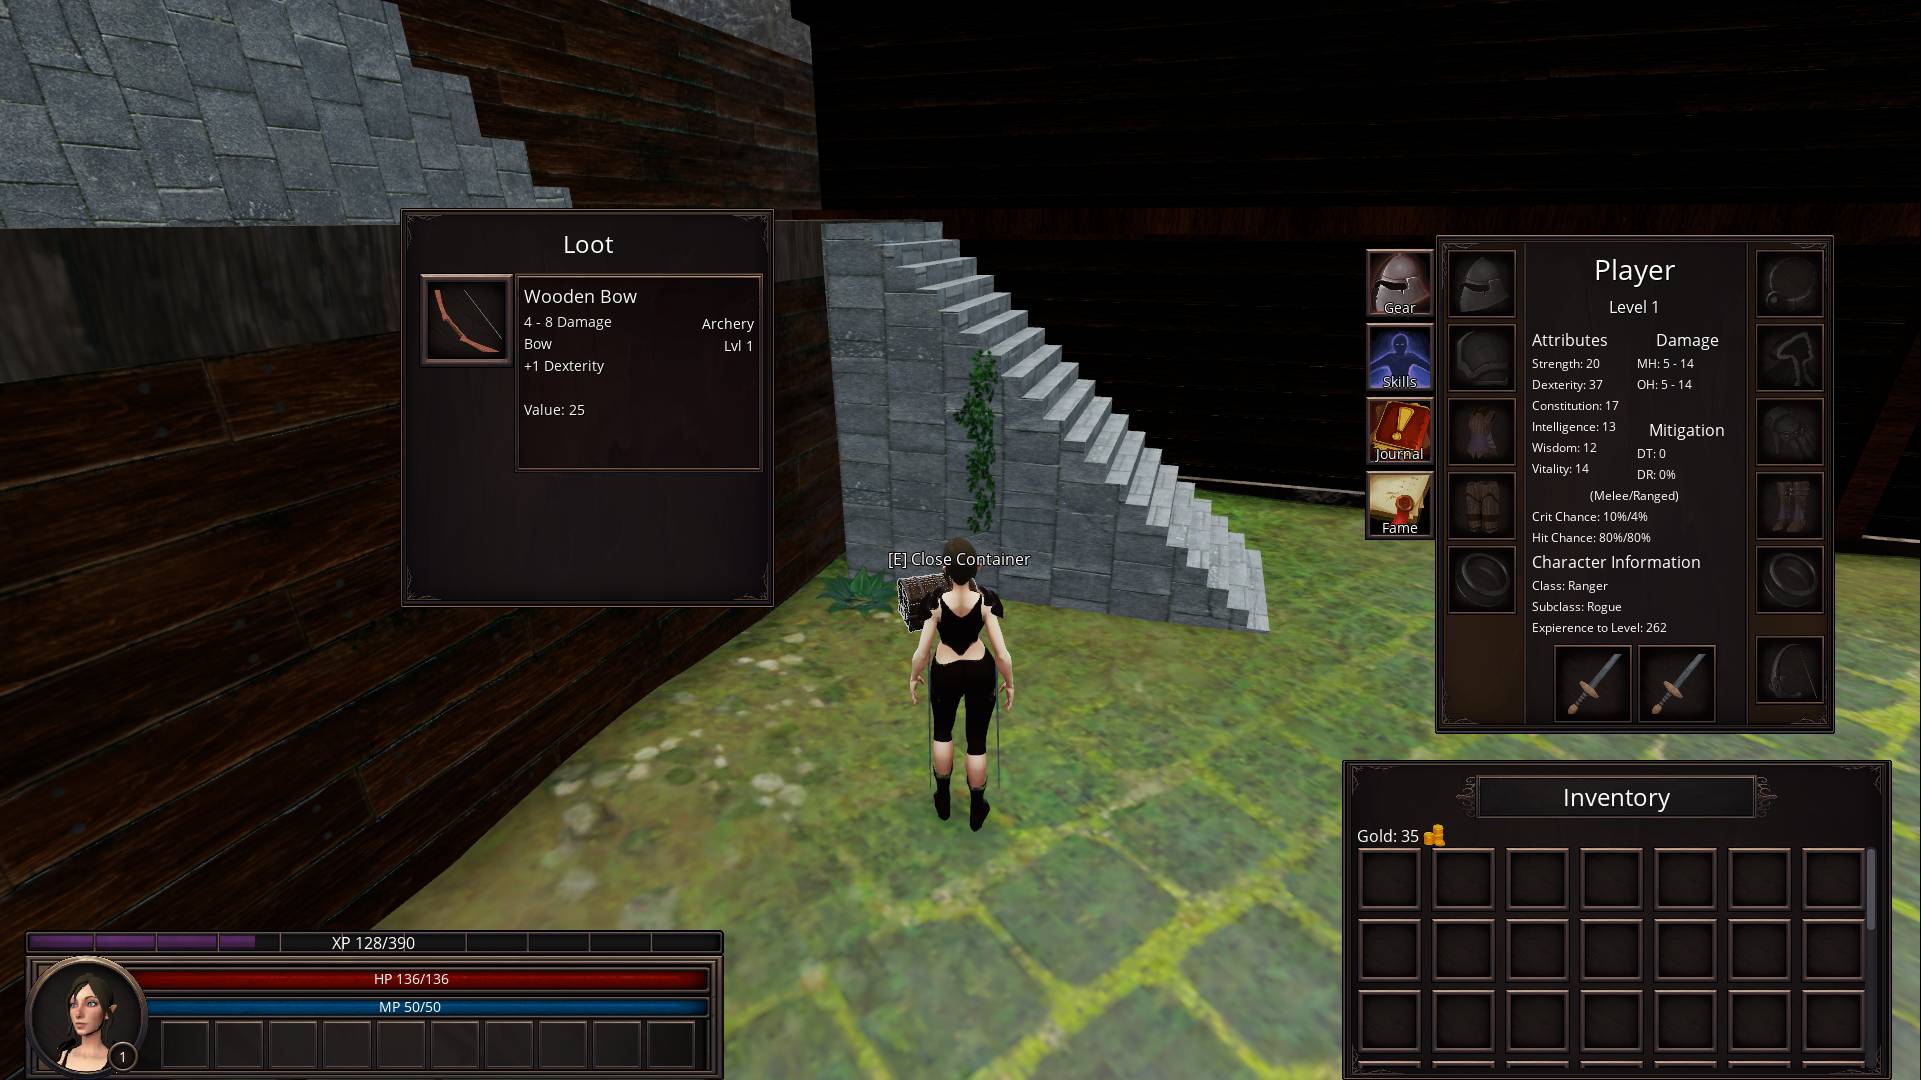 Loot
Wooden Bow
4 - 8 Damage
Archery
Bow
Lvl 1
+1 Dexterity
Value: 25
[E] Close Container
Gear
Skills
Journal
Fame
Player
Level 1
Attributes
Damage
Strength: 20
MH: 5 - 14
Dexterity: 37
OH: 5 - 14
Constitution: 17
Intelligence: 13
Mitigation
Wisdom: 12
DT: 0
Vitality: 14
DR: 0%
(Melee/Ranged)
Crit Chance: 10%/4%
Hit Chance: 80%/80%
Character Information
Class: Ranger
Subclass: Rogue
Expierence to Level: 262
Inventory
Gold: 35
XP 128/390
HP 136/136
MP 50/50
1